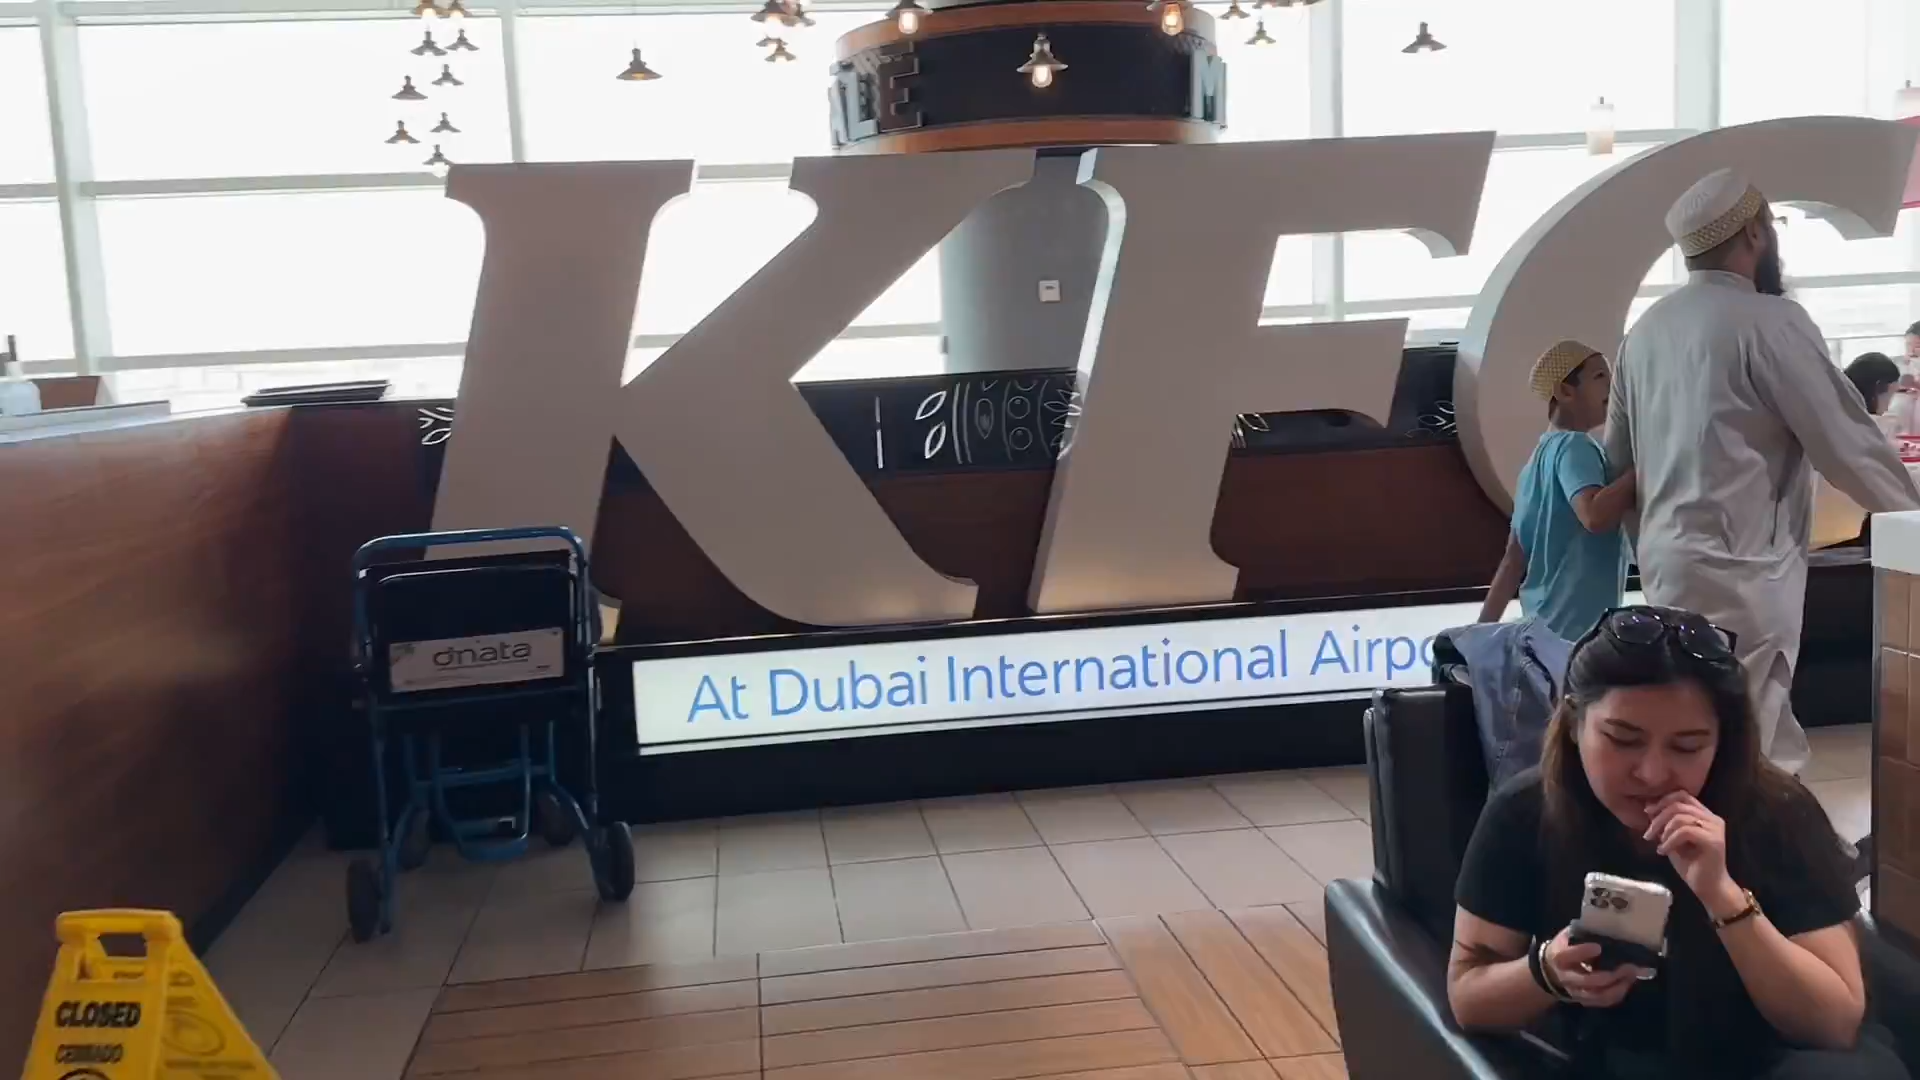 KFC
dnata
At Dubai International Airpo
CLOSED
CERRADO